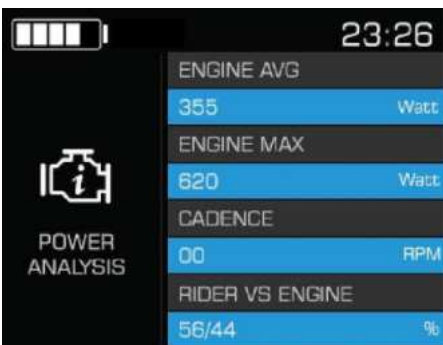 23:26
ENGINE AVG
355 Watt
ENGINE MAX
620 Watt
CADENCE
00 RPM
RIDER VS ENGINE
56/44 %
i
POWER
ANALYSIS